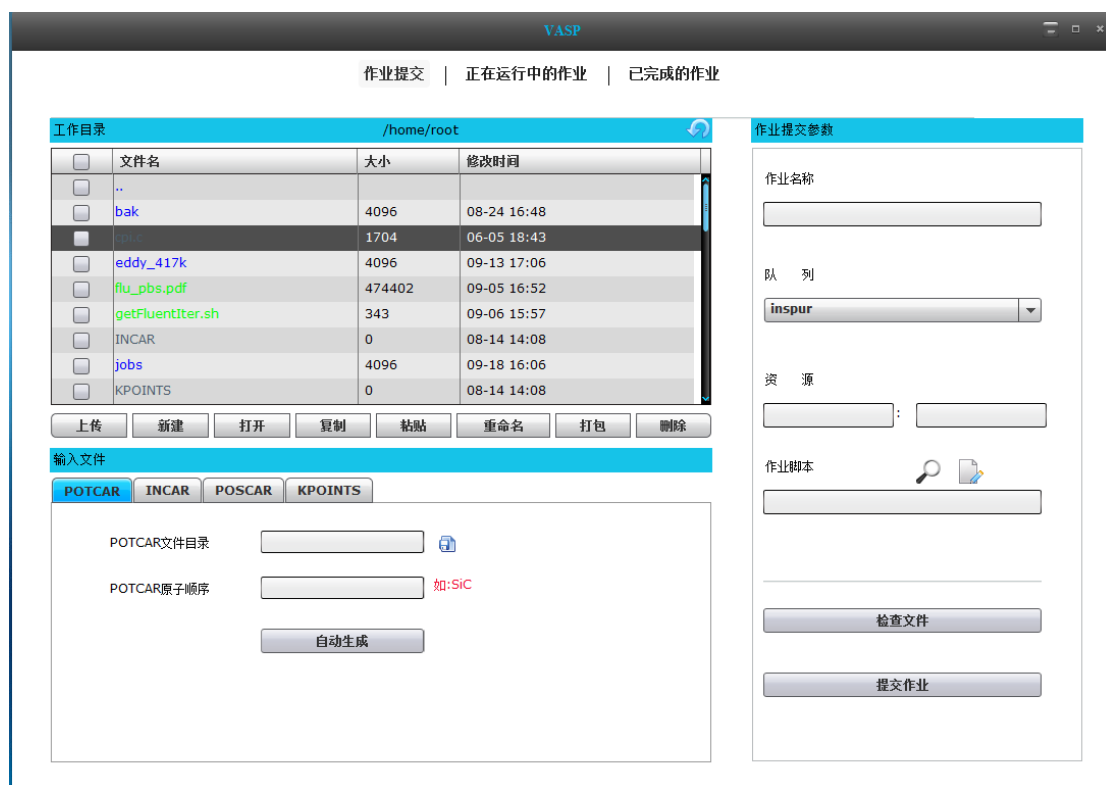 VASP
作业提交 | 正在运行中的作业 | 已完成的作业
工作目录 /home/root
文件名 大小 修改时间
..
bak 4096 08-24 16:48
cpi.c 1704 06-05 18:43
eddy_417k 4096 09-13 17:06
flu_pbs.pdf 474402 09-05 16:52
getFluentIter.sh 343 09-06 15:57
INCAR 0 08-14 14:08
jobs 4096 09-18 16:06
KPOINTS 0 08-14 14:08
上传 新建 打开 复制 粘贴 重命名 打包 删除
输入文件
POTCAR INCAR POSCAR KPOINTS
POTCAR文件目录
POTCAR原子顺序 如:SiC
自动生成
作业提交参数
作业名称
队 列
inspur
资 源
:
作业脚本
检查文件
提交作业